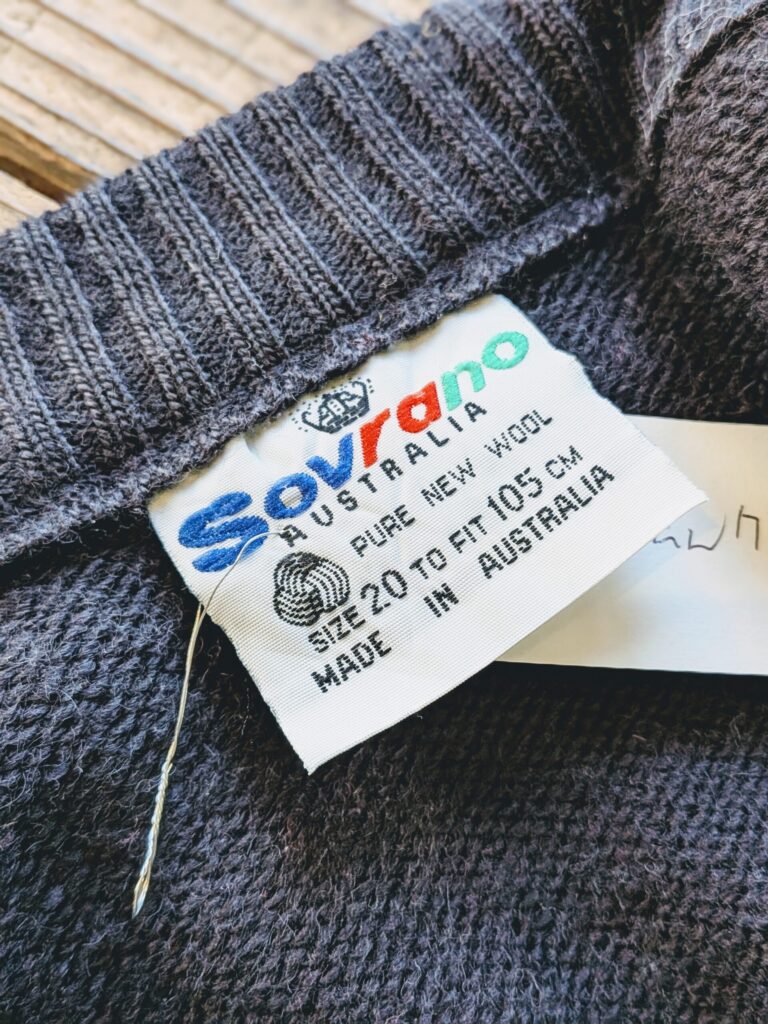 Sovrano
AUSTRALIA
PURE NEW WOOL
SIZE 20 TO FIT 105 CM
MADE IN AUSTRALIA